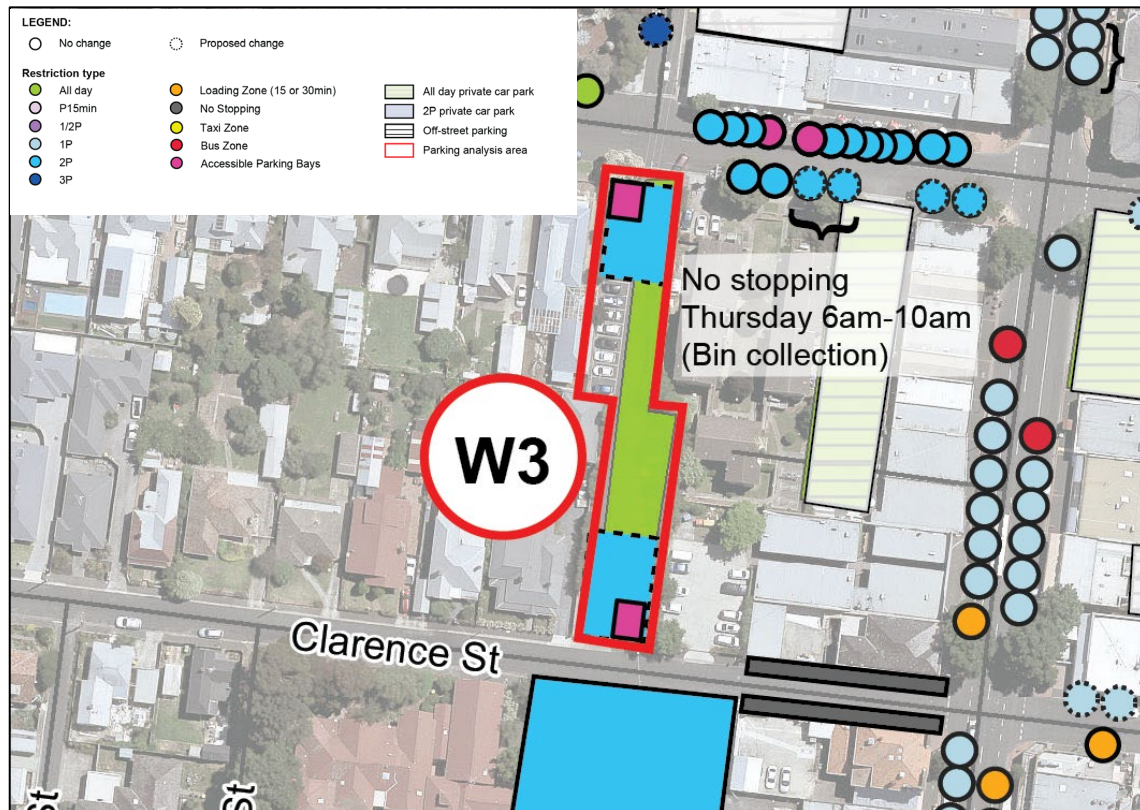 LEGEND:
No change
Proposed change
Restriction type
All day
P15min
1/2P
1P
2P
3P
Loading Zone (15 or 30min)
No Stopping
Taxi Zone
Bus Zone
Accessible Parking Bays
All day private car park
2P private car park
Off-street parking
Parking analysis area
No stopping
Thursday 6am-10am
(Bin collection)
W3
Clarence St
St
St